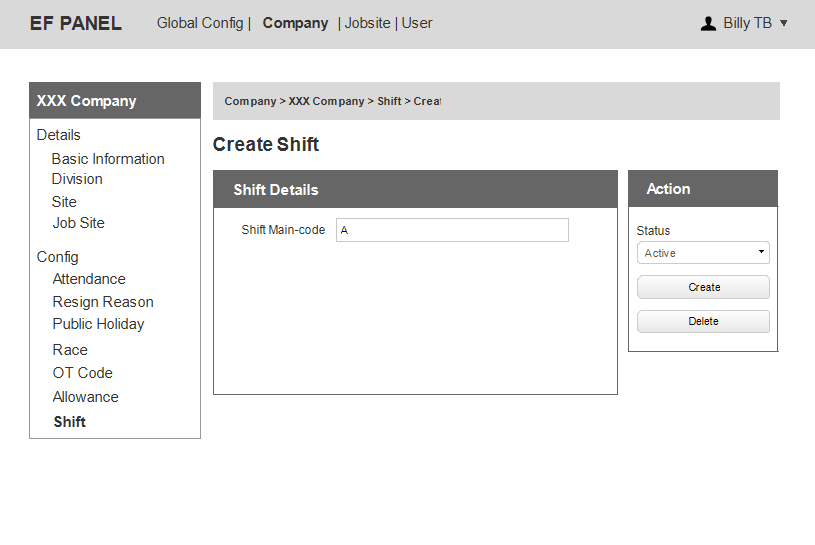 EF PANEL Global Config | Company | Jobsite | User Billy TB
XXX Company
Details
Basic Information
Division
Site
Job Site
Config
Attendance
Resign Reason
Public Holiday
Race
OT Code
Allowance
Shift
Company > XXX Company > Shift > Creat
Create Shift
Shift Details
Shift Main-code A
Action
Status
Active
Create
Delete